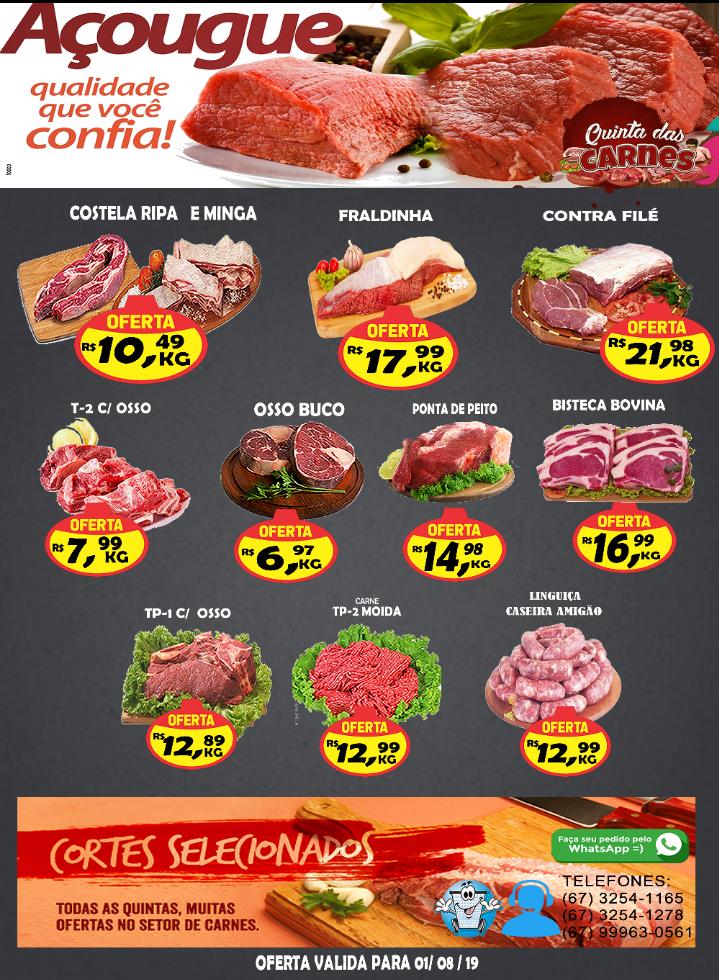 Açougue
qualidade
que você
confia!
Quinta das
CARNES
COSTELA RIPA E MINGA
OFERTA
R$ 10,49 KG
FRALDINHA
OFERTA
R$ 17,99 KG
CONTRA FILÉ
OFERTA
R$ 21,98 KG
T-2 C/ OSSO
OFERTA
R$ 7,99 KG
OSSO BUCO
OFERTA
R$ 6,97 KG
PONTA DE PEITO
OFERTA
R$ 14,98 KG
BISTECA BOVINA
OFERTA
R$ 16,99 KG
TP-1 C/ OSSO
OFERTA
R$ 12,89 KG
CARNE
TP-2 MOIDA
OFERTA
R$ 12,99 KG
LINGUIÇA
CASEIRA AMIGÃO
OFERTA
R$ 12,99 KG
CORTES SELECIONADOS
TODAS AS QUINTAS, MUITAS
OFERTAS NO SETOR DE CARNES.
Faça seu pedido pelo
WhatsApp =)
TELEFONES:
(67) 3254-1165
(67) 3254-1278
(67) 99963-0561
OFERTA VALIDA PARA 01/ 08 / 19